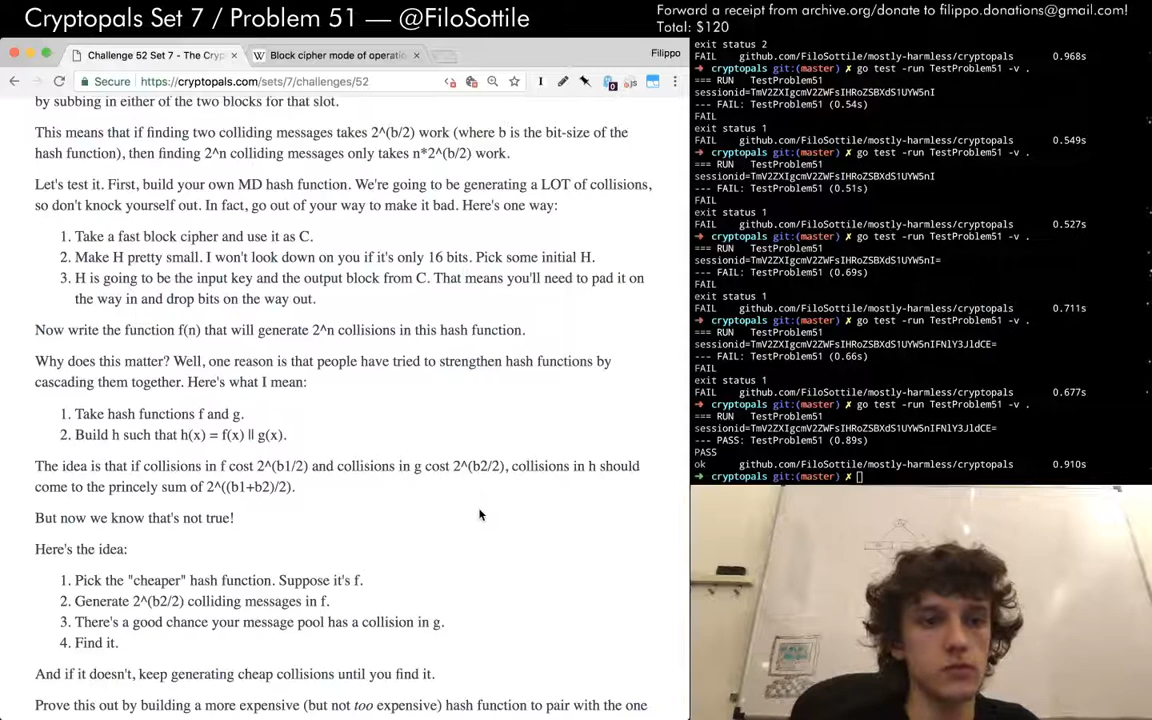 Cryptopals Set 7 / Problem 51 — @FiloSottile
Forward a receipt from archive.org/donate to filippo.donations@gmail.com!
Total: $120
Challenge 52 Set 7 - The Cryp
Block cipher mode of operatio
Filippo
Secure
https://cryptopals.com/sets/7/challenges/52
by subbing in either of the two blocks for that slot.
This means that if finding two colliding messages takes 2^(b/2) work (where b is the bit-size of the
hash function), then finding 2^n colliding messages only takes n*2^(b/2) work.
Let's test it. First, build your own MD hash function. We're going to be generating a LOT of collisions,
so don't knock yourself out. In fact, go out of your way to make it bad. Here's one way:
1. Take a fast block cipher and use it as C.
2. Make H pretty small. I won't look down on you if it's only 16 bits. Pick some initial H.
3. H is going to be the input key and the output block from C. That means you'll need to pad it on
the way in and drop bits on the way out.
Now write the function f(n) that will generate 2^n collisions in this hash function.
Why does this matter? Well, one reason is that people have tried to strengthen hash functions by
cascading them together. Here's what I mean:
1. Take hash functions f and g.
2. Build h such that h(x) = f(x) || g(x).
The idea is that if collisions in f cost 2^(b1/2) and collisions in g cost 2^(b2/2), collisions in h should
come to the princely sum of 2^((b1+b2)/2).
But now we know that's not true!
Here's the idea:
1. Pick the "cheaper" hash function. Suppose it's f.
2. Generate 2^(b2/2) colliding messages in f.
3. There's a good chance your message pool has a collision in g.
4. Find it.
And if it doesn't, keep generating cheap collisions until you find it.
Prove this out by building a more expensive (but not too expensive) hash function to pair with the one
exit status 2
FAIL github.com/FiloSottile/mostly-harmless/cryptopals 0.968s
➜ cryptopals git:(master) ✗ go test -run TestProblem51 -v .
=== RUN TestProblem51
sessionid=TmV2ZXIgcmV2ZWFsIHRoZSBXdS1UYW5nI
--- FAIL: TestProblem51 (0.54s)
FAIL
exit status 1
FAIL github.com/FiloSottile/mostly-harmless/cryptopals 0.549s
➜ cryptopals git:(master) ✗ go test -run TestProblem51 -v .
=== RUN TestProblem51
sessionid=TmV2ZXIgcmV2ZWFsIHRoZSBXdS1UYW5nI
--- FAIL: TestProblem51 (0.51s)
FAIL
exit status 1
FAIL github.com/FiloSottile/mostly-harmless/cryptopals 0.527s
➜ cryptopals git:(master) ✗ go test -run TestProblem51 -v .
=== RUN TestProblem51
sessionid=TmV2ZXIgcmV2ZWFsIHRoZSBXdS1UYW5nI=
--- FAIL: TestProblem51 (0.69s)
FAIL
exit status 1
FAIL github.com/FiloSottile/mostly-harmless/cryptopals 0.711s
➜ cryptopals git:(master) ✗ go test -run TestProblem51 -v .
=== RUN TestProblem51
sessionid=TmV2ZXIgcmV2ZWFsIHRoZSBXdS1UYW5nIFNlY3JldCE=
--- FAIL: TestProblem51 (0.66s)
FAIL
exit status 1
FAIL github.com/FiloSottile/mostly-harmless/cryptopals 0.677s
➜ cryptopals git:(master) ✗ go test -run TestProblem51 -v .
=== RUN TestProblem51
sessionid=TmV2ZXIgcmV2ZWFsIHRoZSBXdS1UYW5nIFNlY3JldCE=
--- PASS: TestProblem51 (0.89s)
PASS
ok github.com/FiloSottile/mostly-harmless/cryptopals 0.910s
➜ cryptopals git:(master) ✗